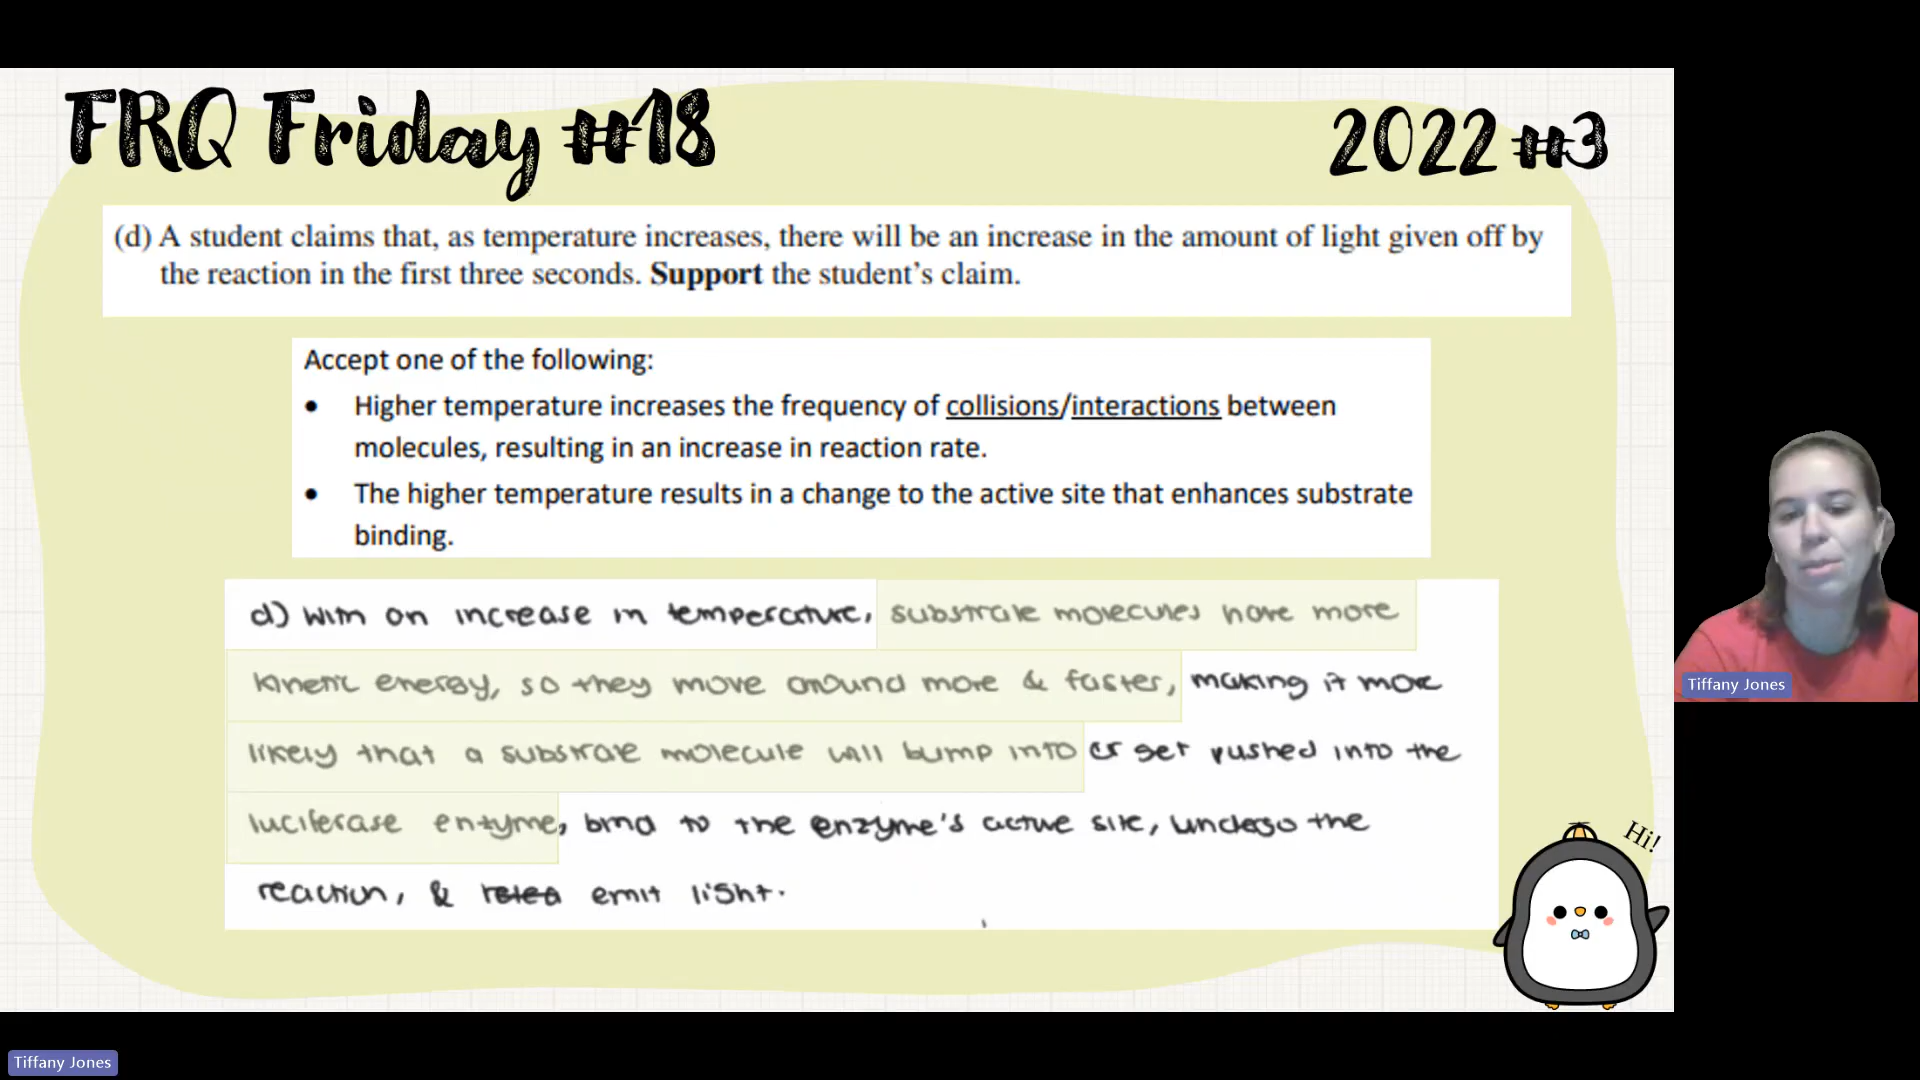 FRQ Friday #18
2022 #3
(d) A student claims that, as temperature increases, there will be an increase in the amount of light given off by
the reaction in the first three seconds. Support the student's claim.
Accept one of the following:
• Higher temperature increases the frequency of collisions/interactions between
molecules, resulting in an increase in reaction rate.
• The higher temperature results in a change to the active site that enhances substrate
binding.
d) with an increase in temperature, substrate molecules have more
kinetic energy, so they move around more & faster, making it more
likely that a substrate molecule will bump into or get pushed into the
luciferase enzyme, bind to the enzyme's active site, undergo the
reaction, & emit light.
Hi!
Tiffany Jones
Tiffany Jones